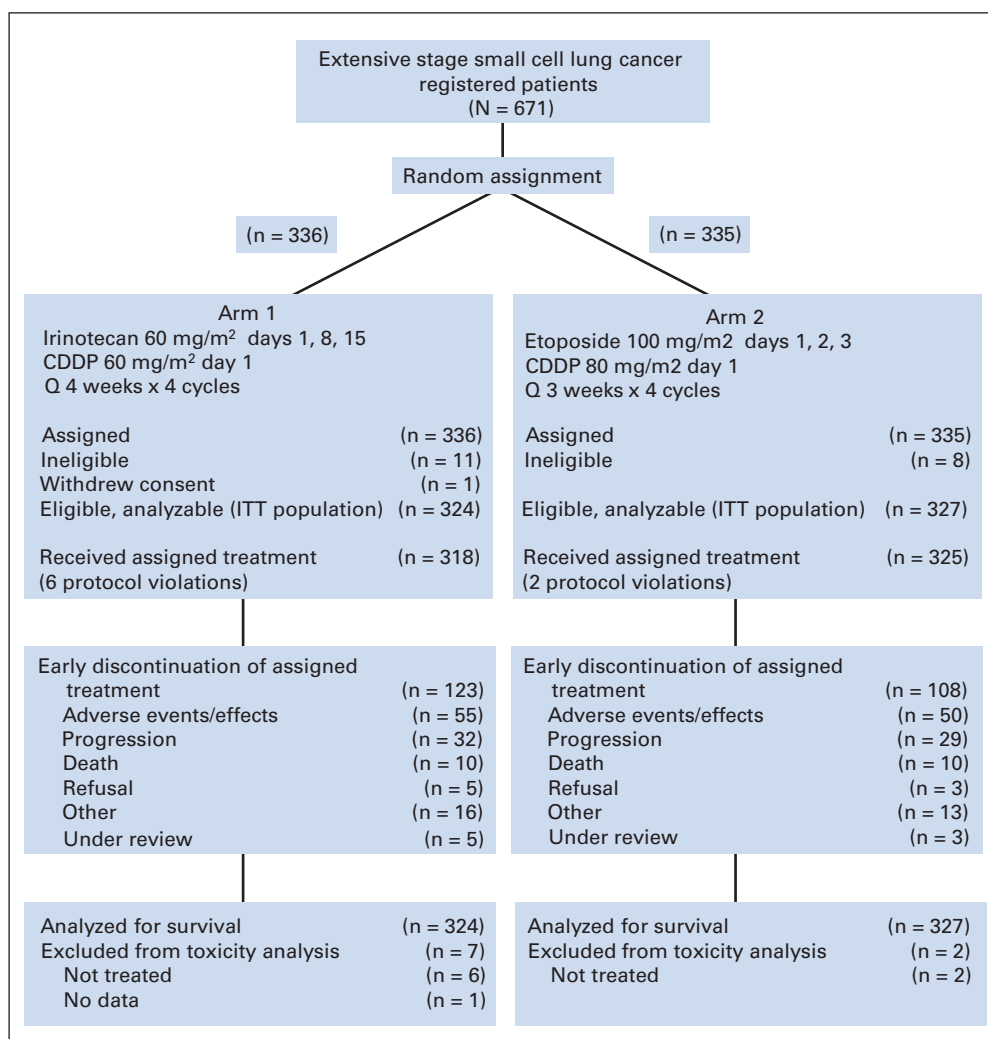 Extensive stage small cell lung cancer
registered patients
(N = 671)
Random assignment
(n = 336)
(n = 335)
Arm 1
Irinotecan 60 mg/m² days 1, 8, 15
CDDP 60 mg/m² day 1
Q 4 weeks x 4 cycles
Assigned (n = 336)
Ineligible (n = 11)
Withdrew consent (n = 1)
Eligible, analyzable (ITT population) (n = 324)
Received assigned treatment (n = 318)
(6 protocol violations)
Arm 2
Etoposide 100 mg/m2 days 1, 2, 3
CDDP 80 mg/m2 day 1
Q 3 weeks x 4 cycles
Assigned (n = 335)
Ineligible (n = 8)
Eligible, analyzable (ITT population) (n = 327)
Received assigned treatment (n = 325)
(2 protocol violations)
Early discontinuation of assigned
treatment (n = 123)
Adverse events/effects (n = 55)
Progression (n = 32)
Death (n = 10)
Refusal (n = 5)
Other (n = 16)
Under review (n = 5)
Early discontinuation of assigned
treatment (n = 108)
Adverse events/effects (n = 50)
Progression (n = 29)
Death (n = 10)
Refusal (n = 3)
Other (n = 13)
Under review (n = 3)
Analyzed for survival (n = 324)
Excluded from toxicity analysis (n = 7)
Not treated (n = 6)
No data (n = 1)
Analyzed for survival (n = 327)
Excluded from toxicity analysis (n = 2)
Not treated (n = 2)